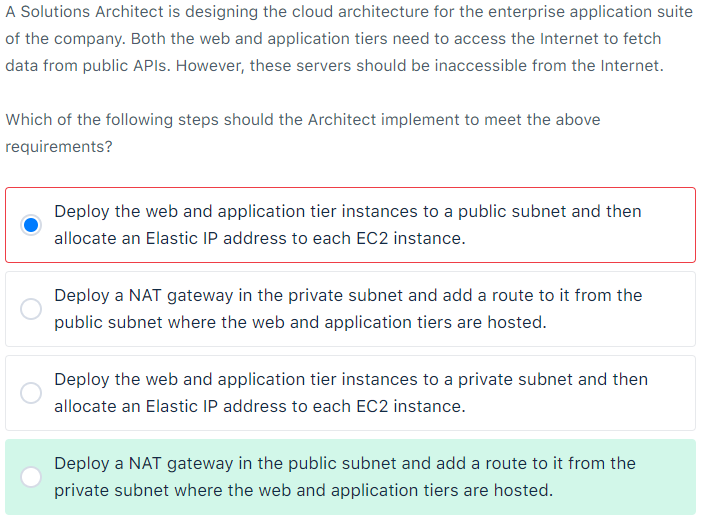 A Solutions Architect is designing the cloud architecture for the enterprise application suite
of the company. Both the web and application tiers need to access the Internet to fetch
data from public APIs. However, these servers should be inaccessible from the Internet.
Which of the following steps should the Architect implement to meet the above
requirements?
Deploy the web and application tier instances to a public subnet and then
allocate an Elastic IP address to each EC2 instance.
Deploy a NAT gateway in the private subnet and add a route to it from the
public subnet where the web and application tiers are hosted.
Deploy the web and application tier instances to a private subnet and then
allocate an Elastic IP address to each EC2 instance.
Deploy a NAT gateway in the public subnet and add a route to it from the
private subnet where the web and application tiers are hosted.